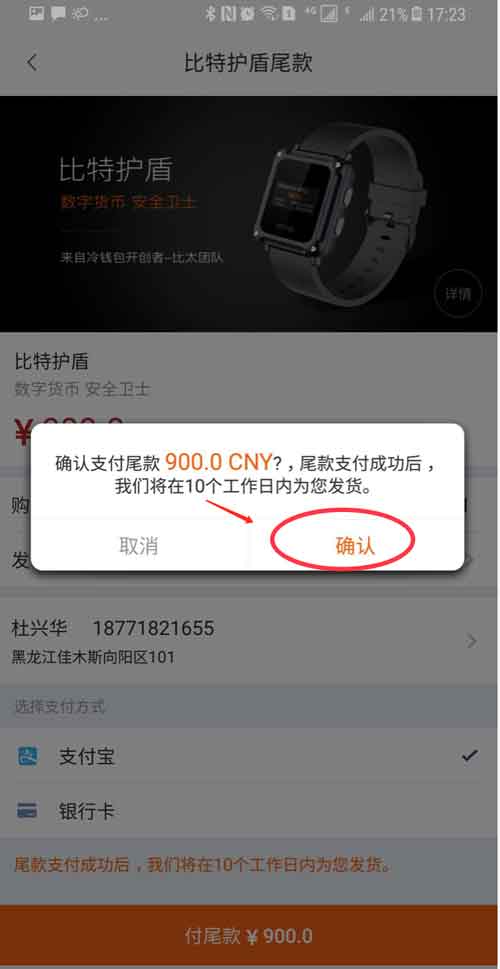 4G
21%
17:23
比特护盾尾款
比特护盾
数字货币 安全卫士
来自冷钱包开创者–比太团队
详情
比特护盾
数字货币 安全卫士
¥ 900.0
确认支付尾款 900.0 CNY?，尾款支付成功后，
我们将在10个工作日内为您发货。
取消
确认
购
发
杜兴华 18771821655
黑龙江佳木斯向阳区101
选择支付方式
支付宝
银行卡
尾款支付成功后，我们将在10个工作日内为您发货。
付尾款 ¥ 900.0